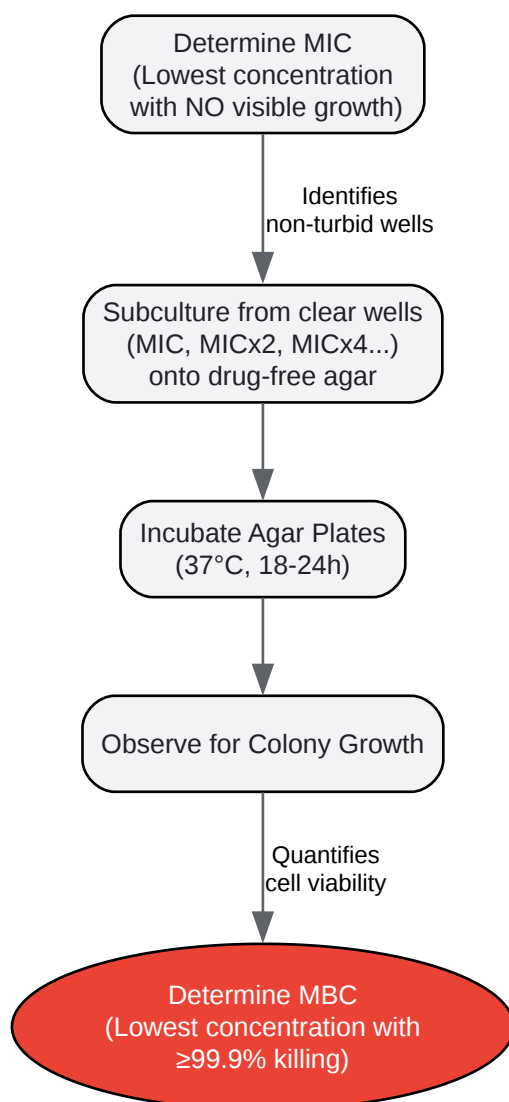 Determine MIC
(Lowest concentration
with NO visible growth)
Identifies
non-turbid wells
Subculture from clear wells
(MIC, MICx2, MICx4...)
onto drug-free agar
Incubate Agar Plates
(37°C, 18-24h)
Observe for Colony Growth
Quantifies
cell viability
Determine MBC
(Lowest concentration with
≥99.9% killing)